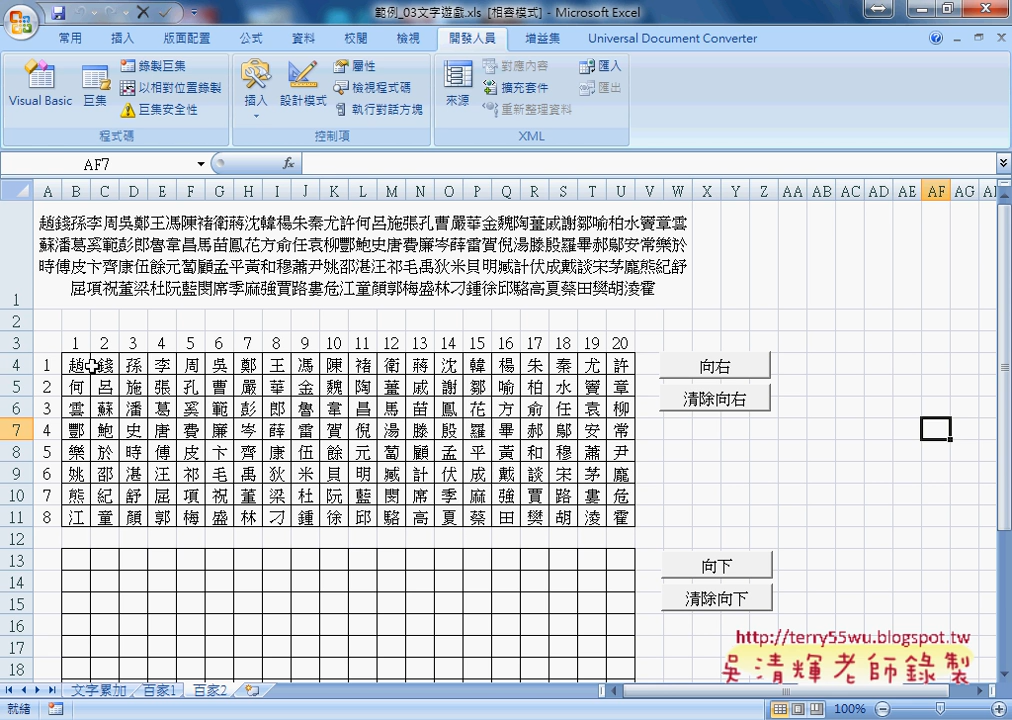 範例_03文字遊戲.xls [相容模式] - Microsoft Excel
常用 插入 版面配置 公式 資料 校閱 檢視 開發人員 增益集 Universal Document Converter
Visual Basic 巨集 錄製巨集 以相對位置錄製 巨集安全性 程式碼
插入 設計模式 屬性 檢視程式碼 執行對話方塊 控制項
來源 對應內容 擴充套件 重新整理資料 匯入 匯出 XML
AF7 fx
A B C D E F G H I J K L M N O P Q R S T U V W X Y Z AA AB AC AD AE AF AG
1
趙錢孫李周吳鄭王馮陳褚衛蔣沈韓楊朱秦尤許何呂施張孔曹嚴華金魏陶薑戚謝鄒喻柏水竇章雲
蘇潘葛奚範彭郎魯韋昌馬苗鳳花方俞任袁柳酆鮑史唐費廉岑薛雷賀倪湯滕殷羅畢郝鄔安常樂於
時傅皮卞齊康伍餘元蔔顧孟平黃和穆蕭尹姚邵湛汪祁毛禹狄米貝明臧計伏成戴談宋茅龐熊紀舒
屈項祝董梁杜阮藍閔席季麻強賈路婁危江童顏郭梅盛林刁鍾徐邱駱高夏蔡田樊胡淩霍
2
3 1 2 3 4 5 6 7 8 9 10 11 12 13 14 15 16 17 18 19 20
4 1 趙 錢 孫 李 周 吳 鄭 王 馮 陳 褚 衛 蔣 沈 韓 楊 朱 秦 尤 許 向右
5 2 何 呂 施 張 孔 曹 嚴 華 金 魏 陶 薑 戚 謝 鄒 喻 柏 水 竇 章 清除向右
6 3 雲 蘇 潘 葛 奚 範 彭 郎 魯 韋 昌 馬 苗 鳳 花 方 俞 任 袁 柳
7 4 酆 鮑 史 唐 費 廉 岑 薛 雷 賀 倪 湯 滕 殷 羅 畢 郝 鄔 安 常
8 5 樂 於 時 傅 皮 卞 齊 康 伍 餘 元 蔔 顧 孟 平 黃 和 穆 蕭 尹
9 6 姚 邵 湛 汪 祁 毛 禹 狄 米 貝 明 臧 計 伏 成 戴 談 宋 茅 龐
10 7 熊 紀 舒 屈 項 祝 董 梁 杜 阮 藍 閔 席 季 麻 強 賈 路 婁 危
11 8 江 童 顏 郭 梅 盛 林 刁 鍾 徐 邱 駱 高 夏 蔡 田 樊 胡 淩 霍
12
13 向下
14 清除向下
15
16
17 http://terry55wu.blogspot.tw
18 吳清輝老師錄製
文字累加 百家1 百家2
就緒 100%